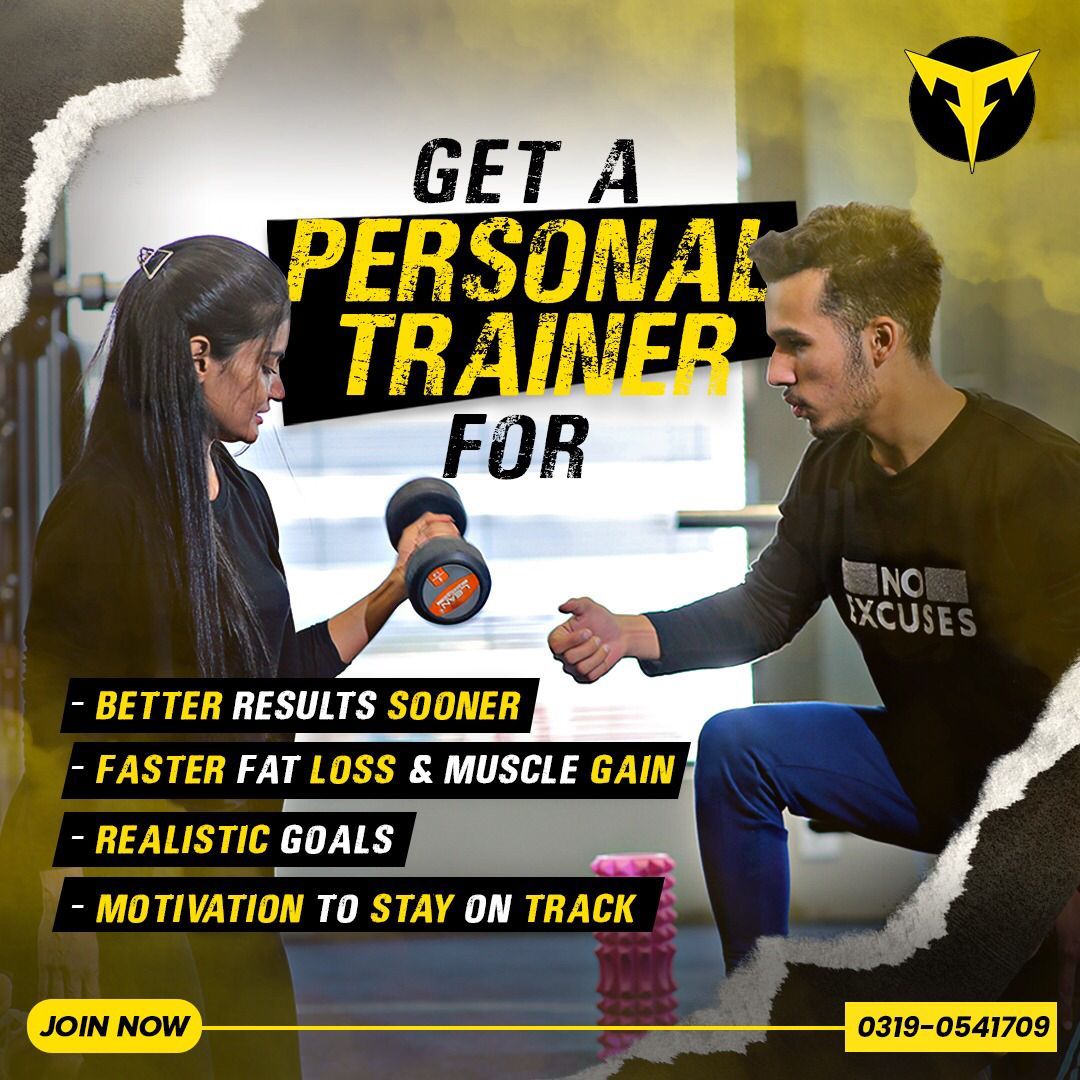 GET A
PERSONAL
TRAINER
FOR
NO
EXCUSES
- BETTER RESULTS SOONER
- FASTER FAT LOSS & MUSCLE GAIN
- REALISTIC GOALS
- MOTIVATION TO STAY ON TRACK
JOIN NOW
0319-0541709